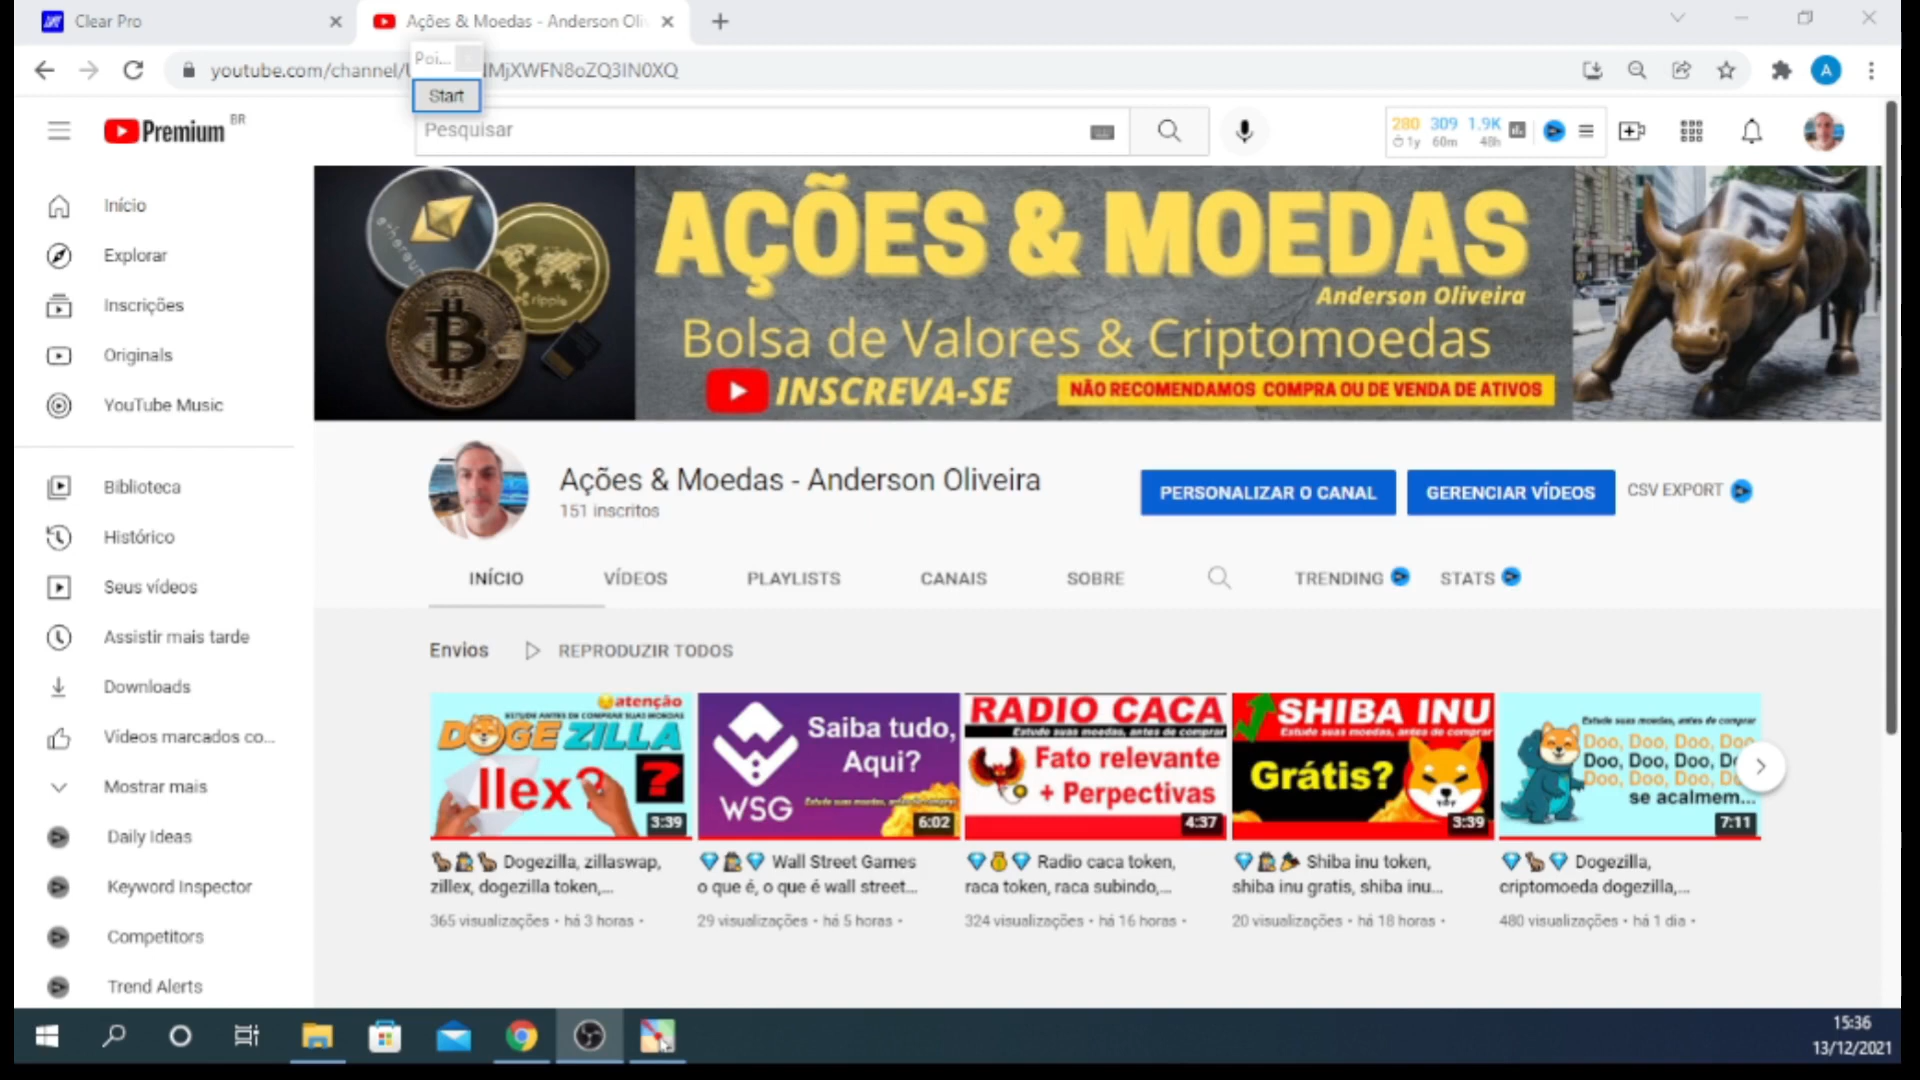 Clear Pro
Ações & Moedas - Anderson Oli
youtube.com/channel/U
MjXWFN8oZQ3IN0XQ
Poi...
Start
Premium BR
Pesquisar
280 309 1.9K
1y 60m 48h
A
Início
Explorar
Inscrições
Originals
YouTube Music
Biblioteca
Histórico
Seus vídeos
Assistir mais tarde
Downloads
Vídeos marcados co...
Mostrar mais
Daily Ideas
Keyword Inspector
Competitors
Trend Alerts
ethereum
ripple
AÇÕES & MOEDAS
Anderson Oliveira
Bolsa de Valores & Criptomoedas
INSCREVA-SE
NÃO RECOMENDAMOS COMPRA OU DE VENDA DE ATIVOS
Ações & Moedas - Anderson Oliveira
151 inscritos
PERSONALIZAR O CANAL
GERENCIAR VÍDEOS
CSV EXPORT
INÍCIO VÍDEOS PLAYLISTS CANAIS SOBRE TRENDING STATS
Envios
REPRODUZIR TODOS
atenção
ESTUDE ANTES DE COMPRAR SUAS MOEDAS
DOGE ZILLA
llex? ?
3:39
Saiba tudo,
Aqui?
WSG
Estude suas moedas, antes de comprar
6:02
RADIO CACA
Estude suas moedas, antes de comprar
Fato relevante
+ Perpectivas
4:37
SHIBA INU
Estude suas moedas, antes de comprar
Grátis?
3:39
Estude suas moedas, antes de comprar
Doo, Doo, Doo, Doo
Doo, Doo, Doo, Do
Doo, Doo, Doo, Do
se acalmem...
7:11
🦙🕵️🦙 Dogezilla, zillaswap,
zillex, dogezilla token,...
365 visualizações • há 3 horas •
💎🕵️💎 Wall Street Games
o que é, o que é wall street...
29 visualizações • há 5 horas •
💎💰💎 Radio caca token,
raca token, raca subindo,...
324 visualizações • há 16 horas •
Shiba inu token,
shiba inu gratis, shiba inu...
20 visualizações • há 18 horas •
Dogezilla,
criptomoeda dogezilla,...
480 visualizações • há 1 dia •
15:36
13/12/2021